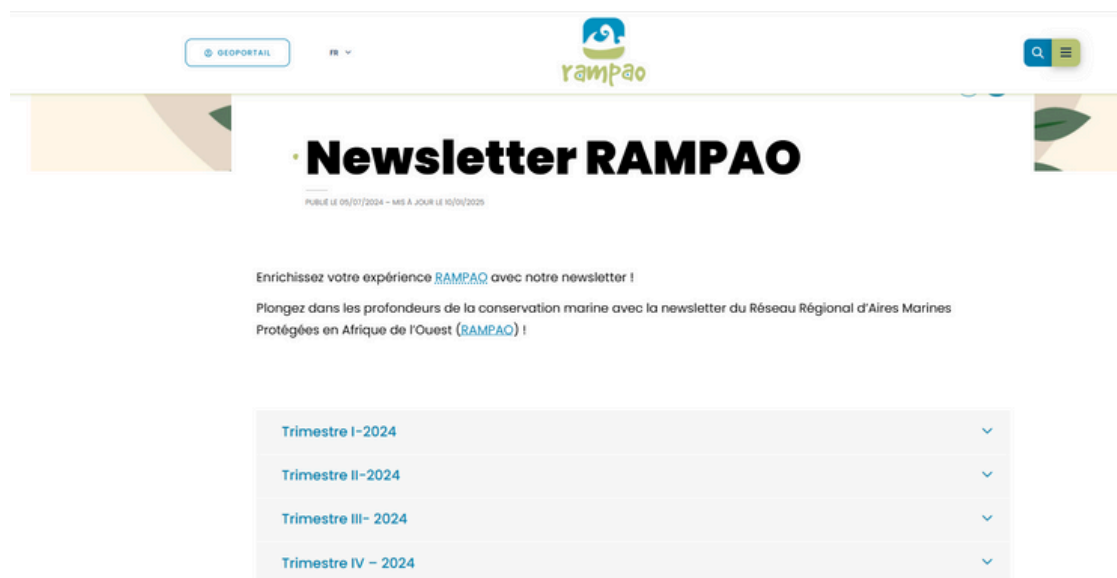 GEOPORTAIL
FR
rampao
Newsletter RAMPAO
PUBLIÉ LE 05/07/2024 – MIS À JOUR LE 10/01/2025
Enrichissez votre expérience RAMPAO avec notre newsletter !
Plongez dans les profondeurs de la conservation marine avec la newsletter du Réseau Régional d’Aires Marines
Protégées en Afrique de l’Ouest (RAMPAO) !
Trimestre I-2024
Trimestre II-2024
Trimestre III- 2024
Trimestre IV – 2024